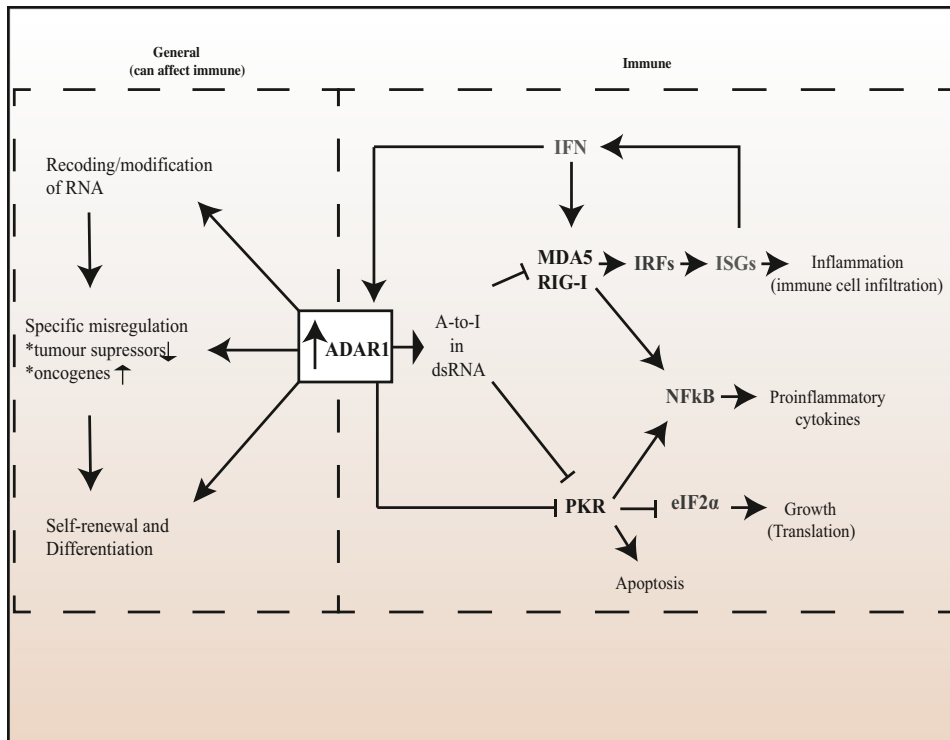 General
(can affect immune)
Immune
Recoding/modification
of RNA
Specific misregulation
*tumour supressors
*oncogenes
Self-renewal and
Differentiation
ADAR1
A-to-I
in
dsRNA
IFN
MDA5
RIG-I
IRFs
ISGs
Inflammation
(immune cell infiltration)
NFkB
Proinflammatory
cytokines
PKR
eIF2α
Growth
(Translation)
Apoptosis